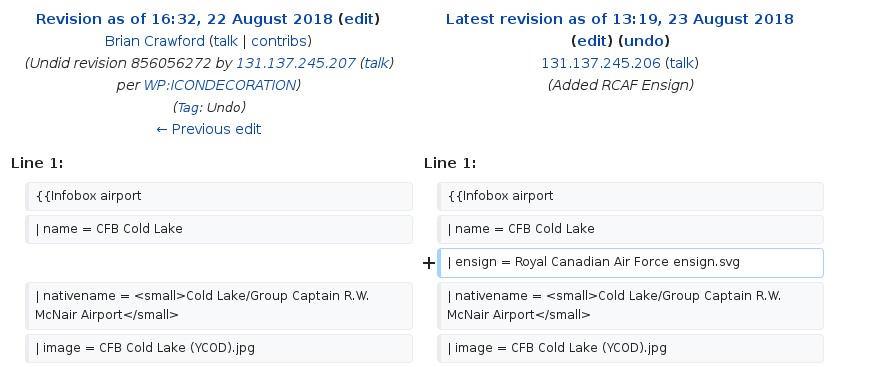 Revision as of 16:32, 22 August 2018 (edit)
Brian Crawford (talk | contribs)
(Undid revision 856056272 by 131.137.245.207 (talk)
per WP:ICONDECORATION)
(Tag: Undo)
← Previous edit
Latest revision as of 13:19, 23 August 2018
(edit) (undo)
131.137.245.206 (talk)
(Added RCAF Ensign)
Line 1:
Line 1:
{{Infobox airport
{{Infobox airport
| name = CFB Cold Lake
| name = CFB Cold Lake
+ | ensign = Royal Canadian Air Force ensign.svg
| nativename = <small>Cold Lake/Group Captain R.W.
McNair Airport</small>
| nativename = <small>Cold Lake/Group Captain R.W.
McNair Airport</small>
| image = CFB Cold Lake (YCOD).jpg
| image = CFB Cold Lake (YCOD).jpg